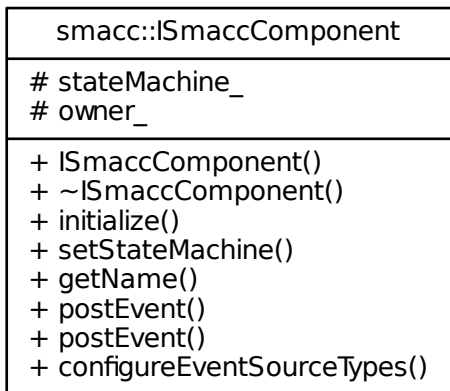 smacc::ISmaccComponent
# stateMachine_
# owner_
+ ISmaccComponent()
+ ~ISmaccComponent()
+ initialize()
+ setStateMachine()
+ getName()
+ postEvent()
+ postEvent()
+ configureEventSourceTypes()